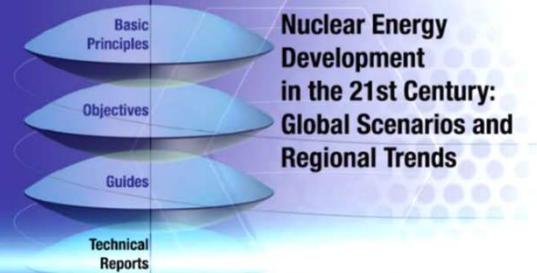 Basic
Principles
Objectives
Guides
Technical
Reports
Nuclear Energy
Development
in the 21st Century:
Global Scenarios and
Regional Trends